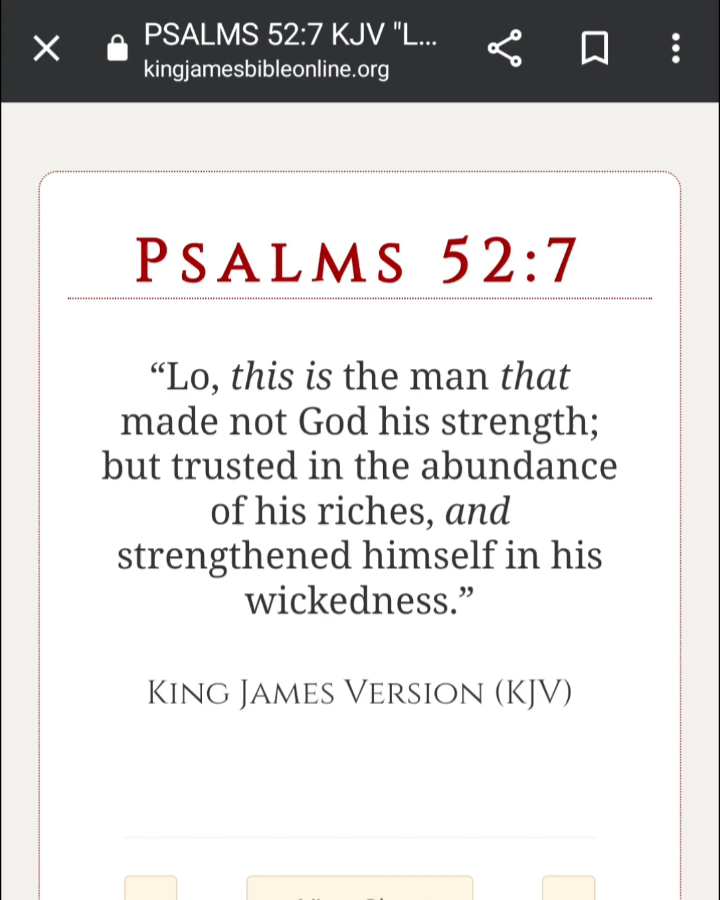 PSALMS 52:7 KJV "L...
kingjamesbibleonline.org
PSALMS 52:7
“Lo, this is the man that
made not God his strength;
but trusted in the abundance
of his riches, and
strengthened himself in his
wickedness.”
KING JAMES VERSION (KJV)